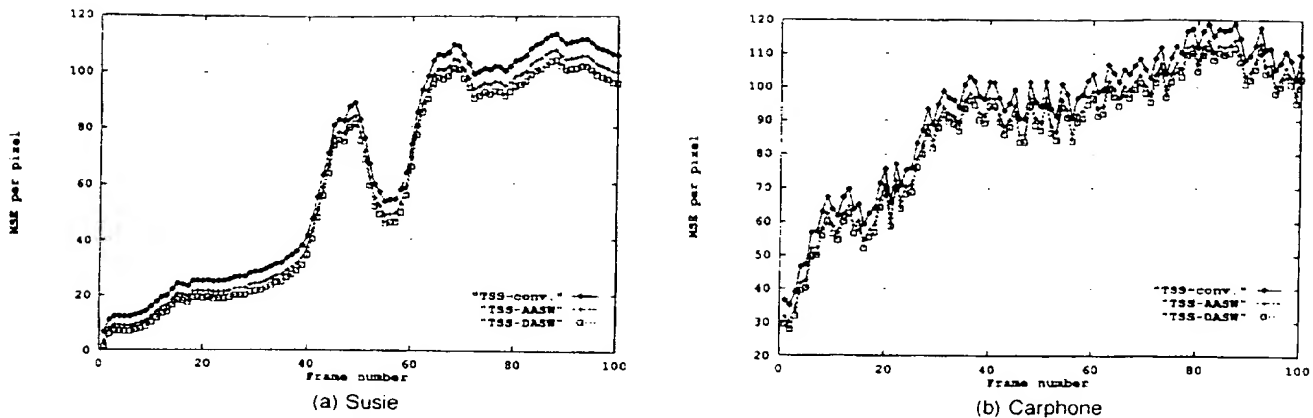 120
100
80
60
40
20
0
MSE per pixel
"TSS-conv."
"TSS-AASW"
"TSS-DASW"
0
20
40
60
80
100
Frame number
(a) Susie
120
110
100
90
80
70
60
50
40
30
20
MSE per pixel
"TSS-conv."
"TSS-AASW"
"TSS-DASW"
0
20
40
60
80
100
Frame number
(b) Carphone